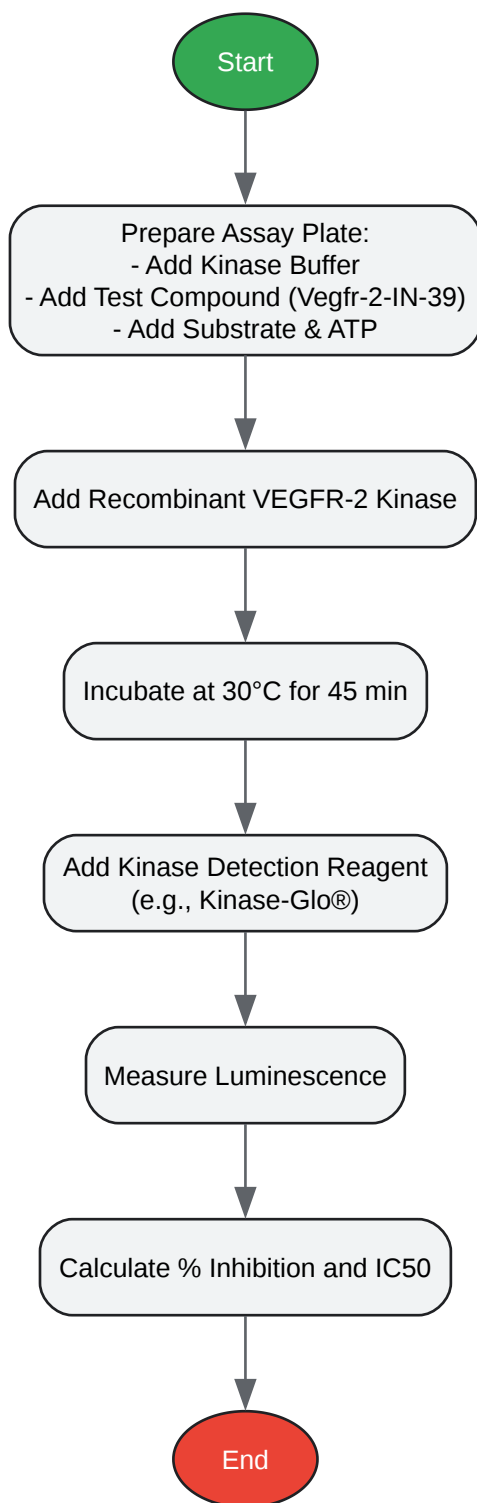 Start
Prepare Assay Plate:
- Add Kinase Buffer
- Add Test Compound (Vegfr-2-IN-39)
- Add Substrate & ATP
Add Recombinant VEGFR-2 Kinase
Incubate at 30°C for 45 min
Add Kinase Detection Reagent
(e.g., Kinase-Glo®)
Measure Luminescence
Calculate % Inhibition and IC50
End